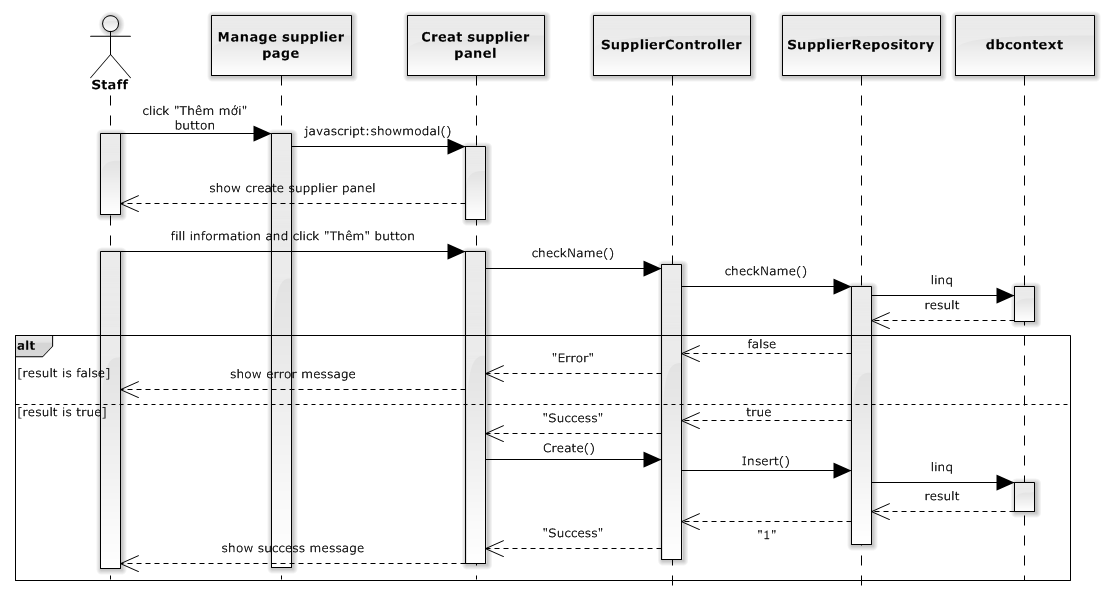 Manage supplier
page
Creat supplier
panel
SupplierController
SupplierRepository
dbcontext
Staff
click "Thêm mới"
button
javascript:showmodal()
show create supplier panel
fill information and click "Thêm" button
checkName()
checkName()
linq
result
alt
false
[result is false]
"Error"
show error message
[result is true]
true
"Success"
Create()
Insert()
linq
result
"1"
"Success"
show success message